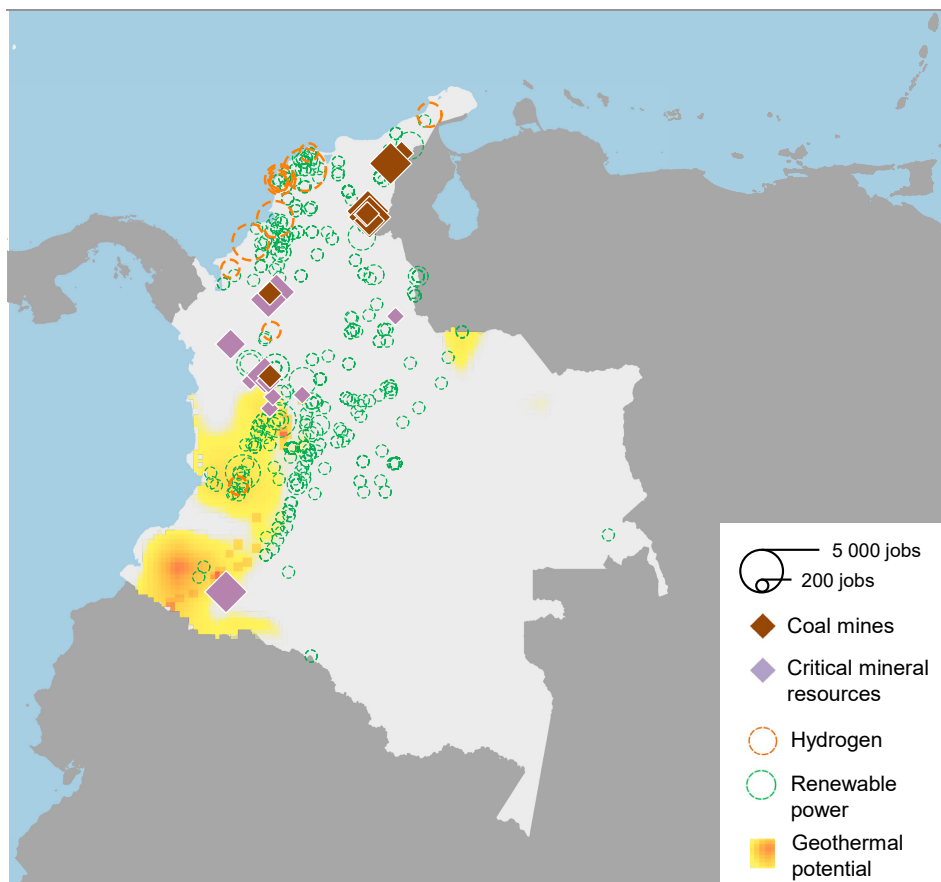 5 000 jobs
200 jobs
Coal mines
Critical mineral
resources
Hydrogen
Renewable
power
Geothermal
potential